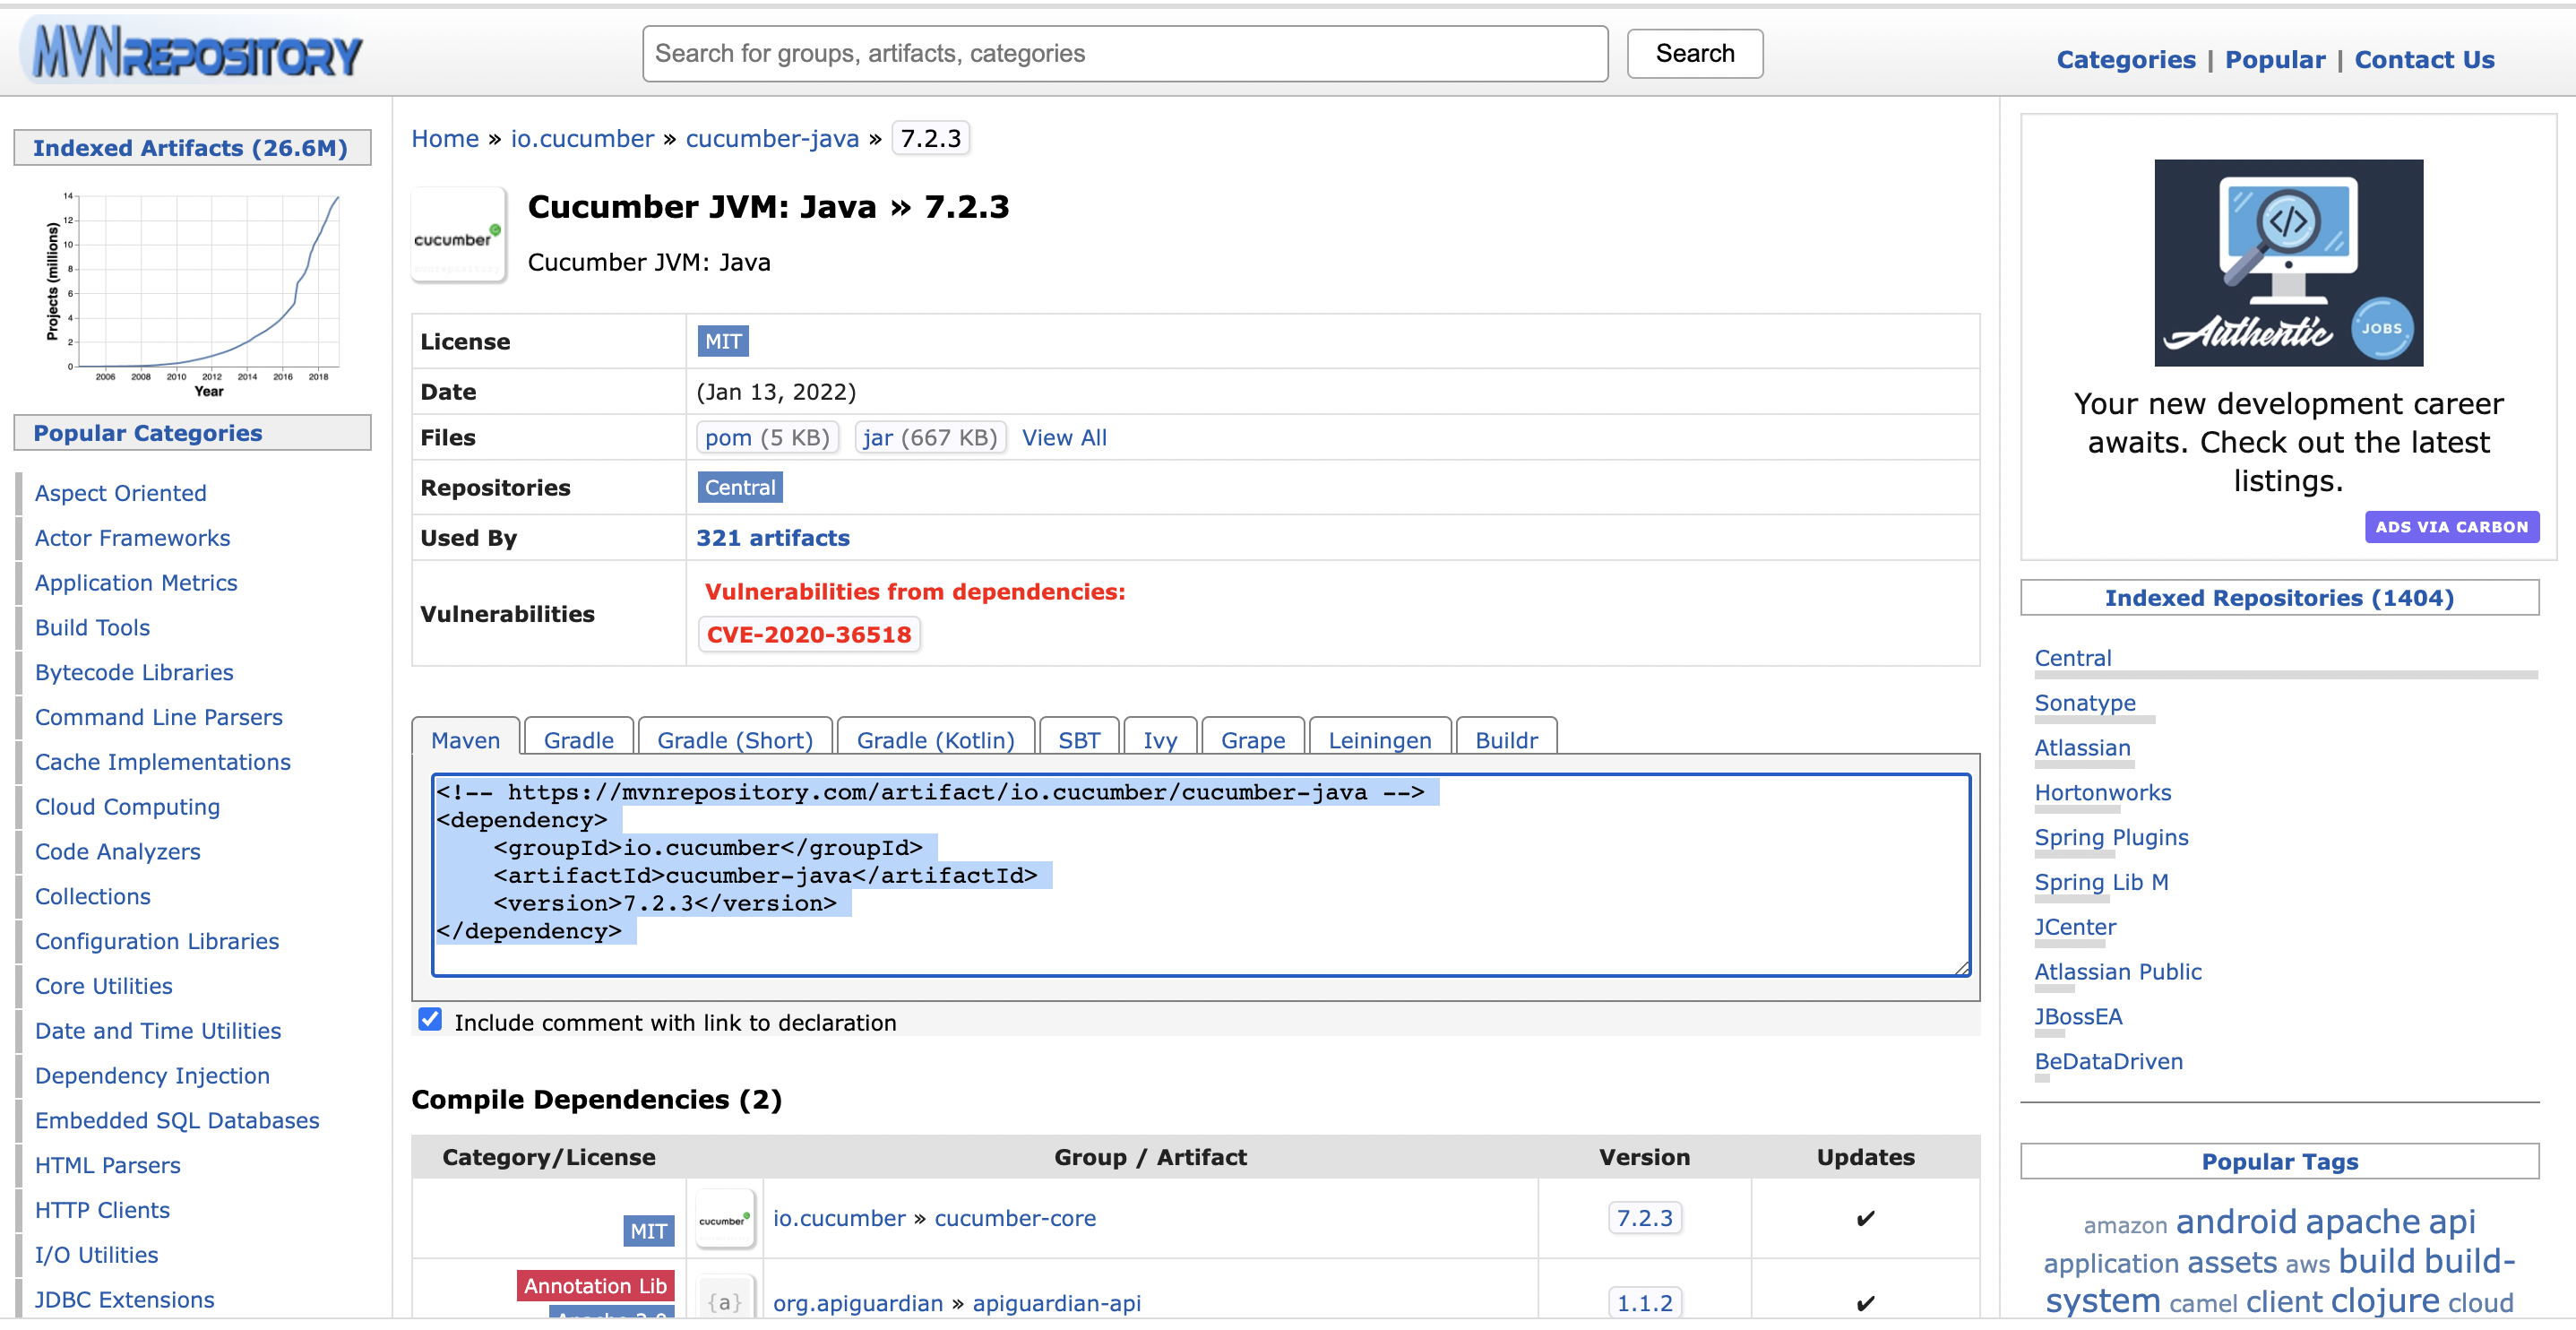 MVNREPOSITORY
Search for groups, artifacts, categories
Search
Categories | Popular | Contact Us
Indexed Artifacts (26.6M)
Projects (millions)
14
12
10
8
6
4
2
0
2006 2008 2010 2012 2014 2016 2018
Year
Popular Categories
Aspect Oriented
Actor Frameworks
Application Metrics
Build Tools
Bytecode Libraries
Command Line Parsers
Cache Implementations
Cloud Computing
Code Analyzers
Collections
Configuration Libraries
Core Utilities
Date and Time Utilities
Dependency Injection
Embedded SQL Databases
HTML Parsers
HTTP Clients
I/O Utilities
JDBC Extensions
Home » io.cucumber » cucumber-java » 7.2.3
cucumber
Cucumber JVM: Java » 7.2.3
Cucumber JVM: Java
License MIT
Date (Jan 13, 2022)
Files pom (5 KB) jar (667 KB) View All
Repositories Central
Used By 321 artifacts
Vulnerabilities Vulnerabilities from dependencies:
CVE-2020-36518
Maven Gradle Gradle (Short) Gradle (Kotlin) SBT Ivy Grape Leiningen Buildr
<!-- https://mvnrepository.com/artifact/io.cucumber/cucumber-java -->
<dependency>
    <groupId>io.cucumber</groupId>
    <artifactId>cucumber-java</artifactId>
    <version>7.2.3</version>
</dependency>
Include comment with link to declaration
Compile Dependencies (2)
Category/License Group / Artifact Version Updates
MIT cucumber io.cucumber » cucumber-core 7.2.3 ✔
Annotation Lib {a} org.apiguardian » apiguardian-api 1.1.2 ✔
Authentic JOBS
Your new development career
awaits. Check out the latest
listings.
ADS VIA CARBON
Indexed Repositories (1404)
Central
Sonatype
Atlassian
Hortonworks
Spring Plugins
Spring Lib M
JCenter
Atlassian Public
JBossEA
BeDataDriven
Popular Tags
amazon android apache api
application assets aws build build-
system camel client clojure cloud